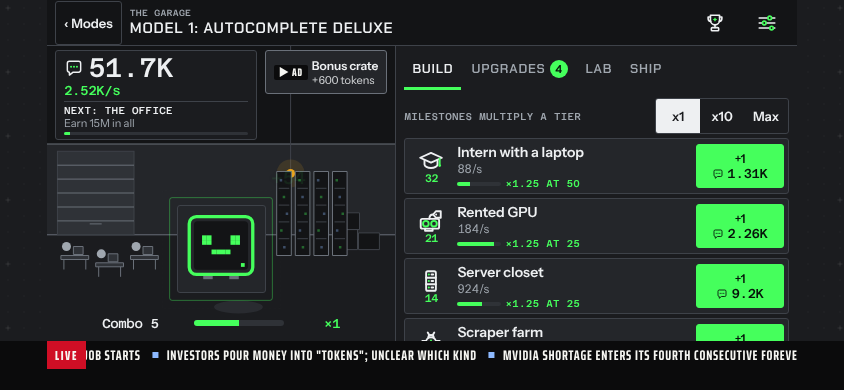 ‹ Modes
THE GARAGE
MODEL 1: AUTOCOMPLETE DELUXE
51.7K
2.52K/s
NEXT: THE OFFICE
Earn 15M in all
AD
Bonus crate
+600 tokens
Combo 5
×1
BUILD
UPGRADES 4
LAB
SHIP
MILESTONES MULTIPLY A TIER
x1
x10
Max
Intern with a laptop
88/s
32
×1.25 AT 50
+1
1.31K
Rented GPU
184/s
21
×1.25 AT 25
+1
2.26K
Server closet
924/s
14
×1.25 AT 25
+1
9.2K
Scraper farm
+1
LIVE
JOB STARTS ■ INVESTORS POUR MONEY INTO "TOKENS"; UNCLEAR WHICH KIND ■ MVIDIA SHORTAGE ENTERS ITS FOURTH CONSECUTIVE FOREVE